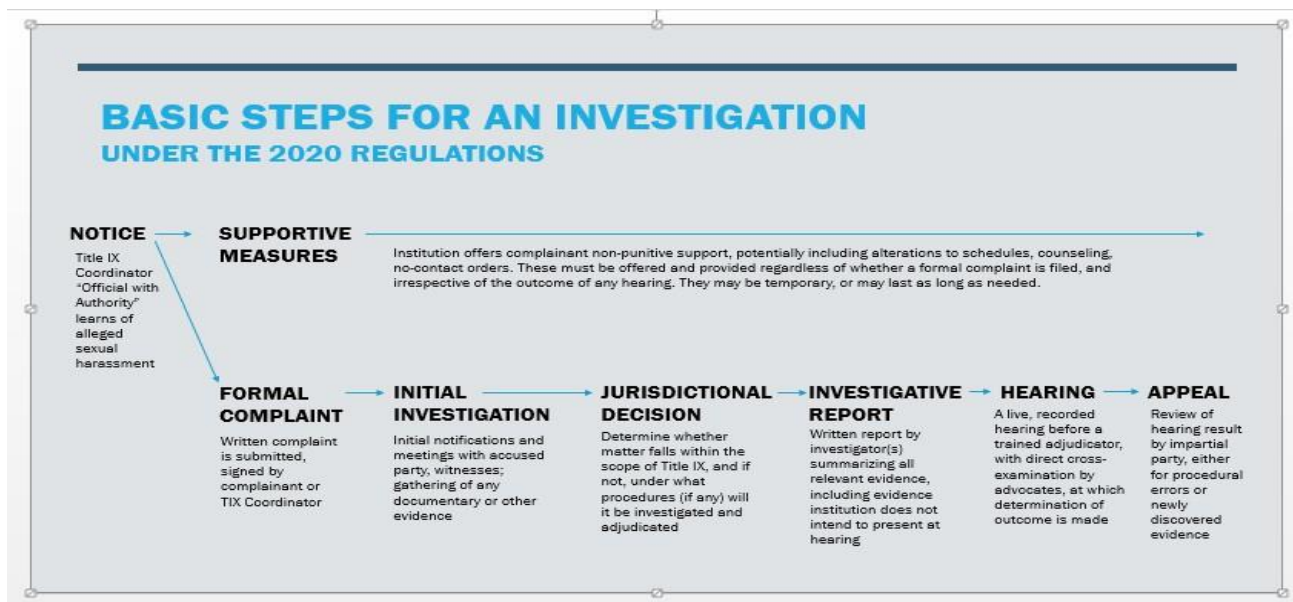 BASIC STEPS FOR AN INVESTIGATION
UNDER THE 2020 REGULATIONS
NOTICE
Title IX
Coordinator
“Official with
Authority”
learns of
alleged
sexual
harassment
SUPPORTIVE
MEASURES
Institution offers complainant non-punitive support, potentially including alterations to schedules, counseling,
no-contact orders. These must be offered and provided regardless of whether a formal complaint is filed, and
irrespective of the outcome of any hearing. They may be temporary, or may last as long as needed.
FORMAL
COMPLAINT
Written complaint
is submitted,
signed by
complainant or
TIX Coordinator
INITIAL
INVESTIGATION
Initial notifications and
meetings with accused
party, witnesses;
gathering of any
documentary or other
evidence
JURISDICTIONAL
DECISION
Determine whether
matter falls within the
scope of Title IX, and if
not, under what
procedures (if any) will
it be investigated and
adjudicated
INVESTIGATIVE
REPORT
Written report by
investigator(s)
summarizing all
relevant evidence,
including evidence
institution does not
intend to present at
hearing
HEARING
A live, recorded
hearing before a
trained adjudicator,
with direct cross-
examination by
advocates, at which
determination of
outcome is made
APPEAL
Review of
hearing result
by impartial
party, either
for procedural
errors or
newly
discovered
evidence